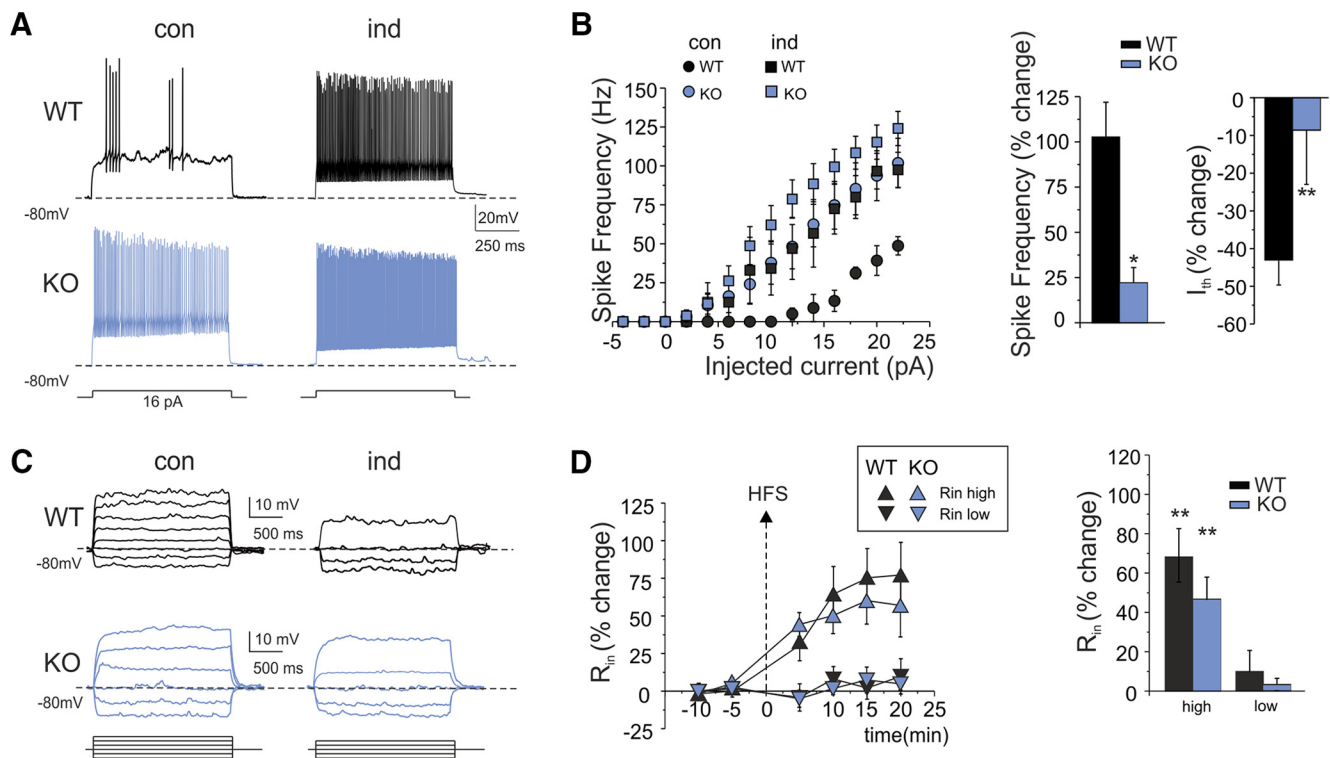 A
con
ind
WT
-80mV
20mV
250 ms
KO
-80mV
16 pA
B
con
ind
WT
WT
KO
KO
Spike Frequency (Hz)
150
125
100
75
50
25
-5
0
5
10
15
20
25
Injected current (pA)
WT
KO
Spike Frequency (% change)
125
100
75
50
25
0
*
Ith (% change)
0
-10
-20
-30
-40
-50
-60
**
C
con
ind
WT
10 mV
500 ms
-80mV
KO
10 mV
500 ms
-80mV
D
WT KO
Rin high
Rin low
HFS
Rin (% change)
125
100
75
50
25
0
-25
-10
-5
0
5
10
15
20
25
time(min)
WT
KO
Rin (% change)
120
100
80
60
40
20
0
**
**
high
low